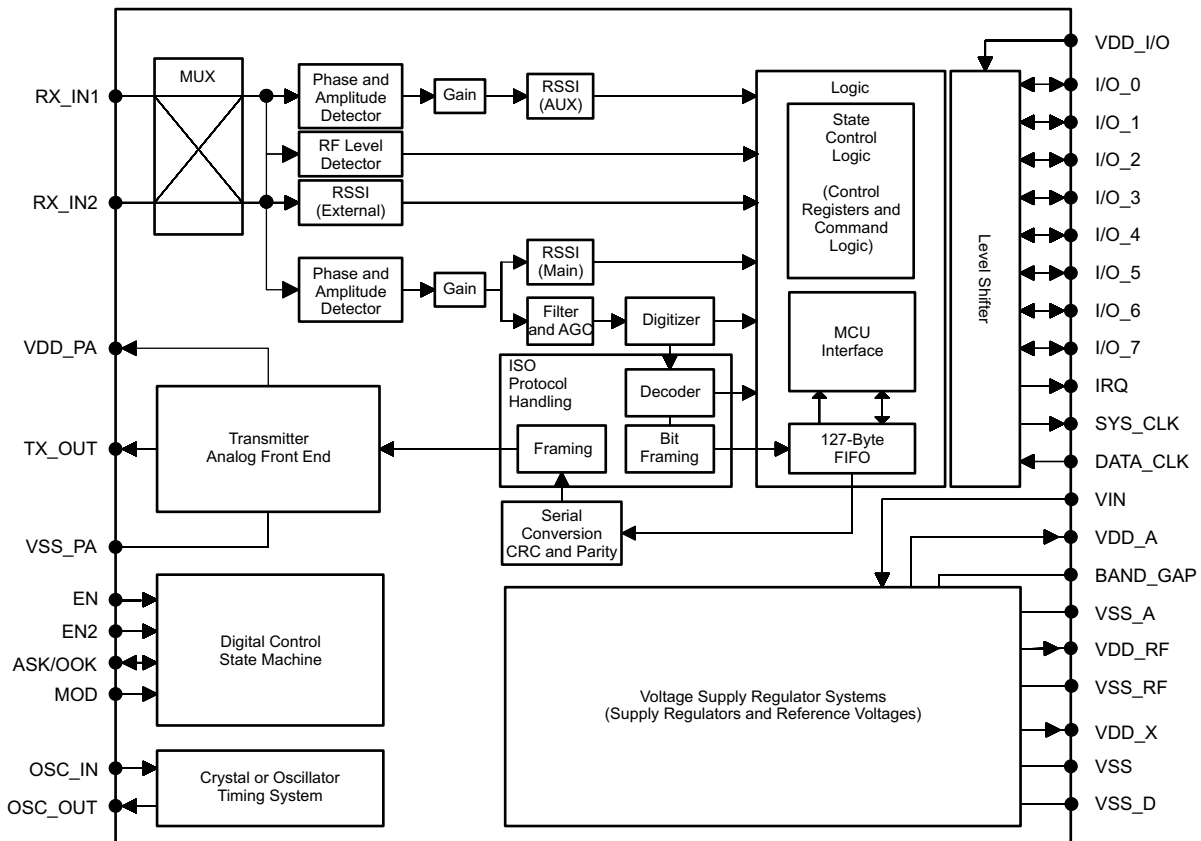 RX_IN1
RX_IN2
VDD_PA
TX_OUT
VSS_PA
EN
EN2
ASK/OOK
MOD
OSC_IN
OSC_OUT
MUX
Phase and
Amplitude
Detector
Gain
RSSI
(AUX)
RF Level
Detector
RSSI
(External)
Phase and
Amplitude
Detector
Gain
RSSI
(Main)
Filter
and AGC
Digitizer
ISO
Protocol
Handling
Decoder
Framing
Bit
Framing
Serial
Conversion
CRC and Parity
Transmitter
Analog Front End
Digital Control
State Machine
Crystal or Oscillator
Timing System
Logic
State
Control
Logic
(Control
Registers and
Command
Logic)
MCU
Interface
127-Byte
FIFO
Level Shifter
Voltage Supply Regulator Systems
(Supply Regulators and Reference Voltages)
VDD_I/O
I/O_0
I/O_1
I/O_2
I/O_3
I/O_4
I/O_5
I/O_6
I/O_7
IRQ
SYS_CLK
DATA_CLK
VIN
VDD_A
BAND_GAP
VSS_A
VDD_RF
VSS_RF
VDD_X
VSS
VSS_D